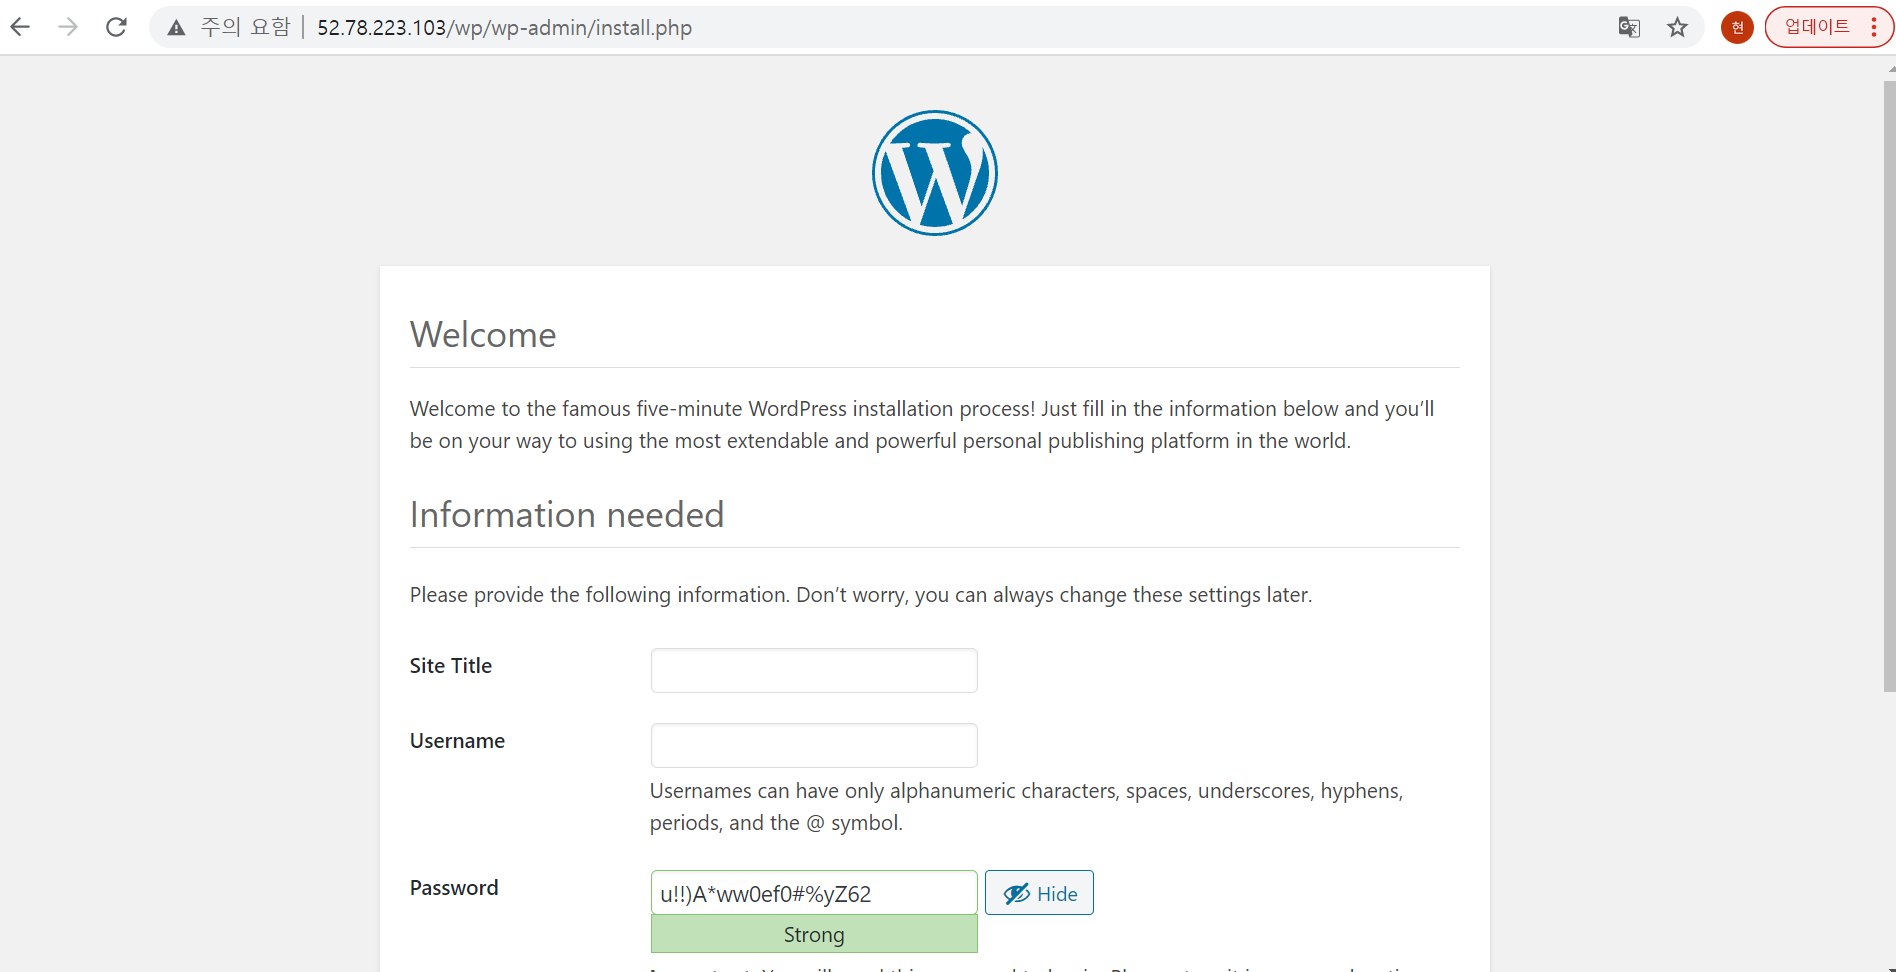 주의 요함 52.78.223.103/wp/wp-admin/install.php 현 업데이트
Welcome
Welcome to the famous five-minute WordPress installation process! Just fill in the information below and you’ll
be on your way to using the most extendable and powerful personal publishing platform in the world.
Information needed
Please provide the following information. Don’t worry, you can always change these settings later.
Site Title
Username
Usernames can have only alphanumeric characters, spaces, underscores, hyphens,
periods, and the @ symbol.
Password u!!)A*ww0ef0#%yZ62 Hide
Strong